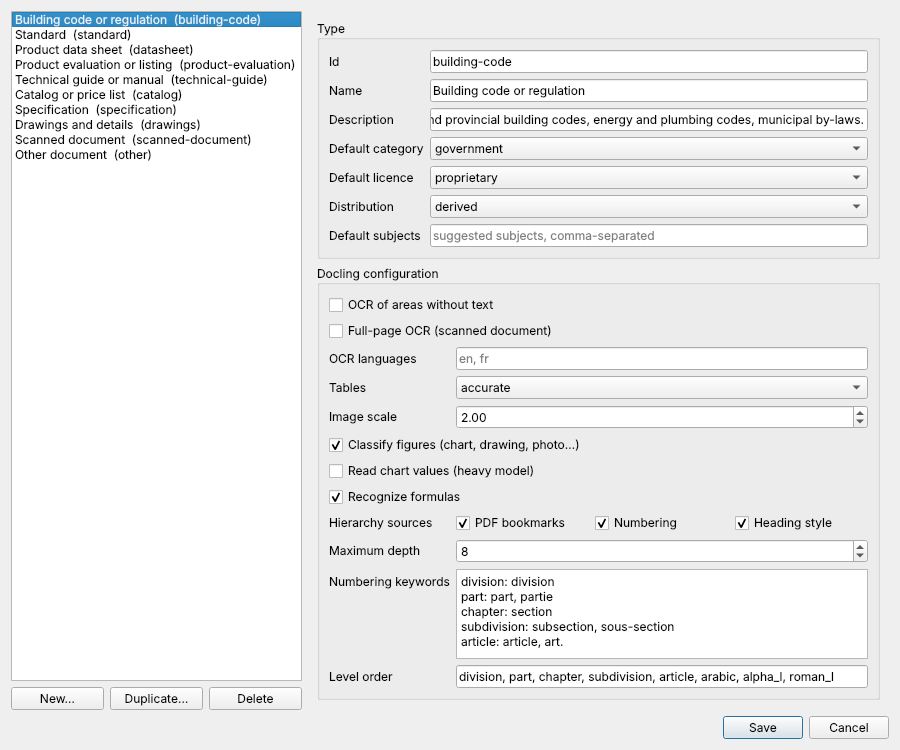 Building code or regulation (building-code)
Standard (standard)
Product data sheet (datasheet)
Product evaluation or listing (product-evaluation)
Technical guide or manual (technical-guide)
Catalog or price list (catalog)
Specification (specification)
Drawings and details (drawings)
Scanned document (scanned-document)
Other document (other)
New...
Duplicate...
Delete
Type
Id building-code
Name Building code or regulation
Description nd provincial building codes, energy and plumbing codes, municipal by-laws.
Default category government
Default licence proprietary
Distribution derived
Default subjects suggested subjects, comma-separated
Docling configuration
OCR of areas without text
Full-page OCR (scanned document)
OCR languages en, fr
Tables accurate
Image scale 2.00
Classify figures (chart, drawing, photo...)
Read chart values (heavy model)
Recognize formulas
Hierarchy sources PDF bookmarks Numbering Heading style
Maximum depth 8
Numbering keywords division: division
part: part, partie
chapter: section
subdivision: subsection, sous-section
article: article, art.
Level order division, part, chapter, subdivision, article, arabic, alpha_l, roman_l
Save Cancel